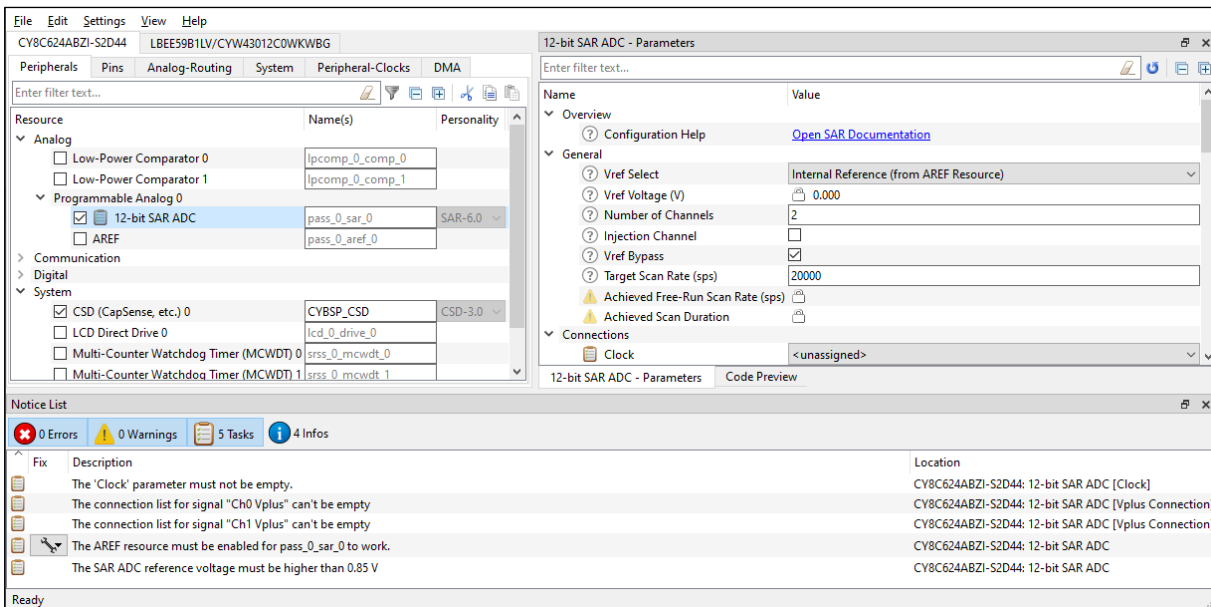 File Edit Settings View Help
CY8C624ABZI-S2D44 LBEE59B1LV/CYW43012C0WKWBG
Peripherals Pins Analog-Routing System Peripheral-Clocks DMA
Enter filter text...
Resource Name(s) Personality
Analog
Low-Power Comparator 0 lpcomp_0_comp_0
Low-Power Comparator 1 lpcomp_0_comp_1
Programmable Analog 0
12-bit SAR ADC pass_0_sar_0 SAR-6.0
AREF pass_0_aref_0
Communication
Digital
System
CSD (CapSense, etc.) 0 CYBSP_CSD CSD-3.0
LCD Direct Drive 0 lcd_0_drive_0
Multi-Counter Watchdog Timer (MCWDT) 0 srss_0_mcwdt_0
Multi-Counter Watchdog Timer (MCWDT) 1 srss_0_mcwdt_1
12-bit SAR ADC - Parameters
Enter filter text...
Name Value
Overview
Configuration Help Open SAR Documentation
General
Vref Select Internal Reference (from AREF Resource)
Vref Voltage (V) 0.000
Number of Channels 2
Injection Channel
Vref Bypass
Target Scan Rate (sps) 20000
Achieved Free-Run Scan Rate (sps)
Achieved Scan Duration
Connections
Clock <unassigned>
12-bit SAR ADC - Parameters Code Preview
Notice List
0 Errors 0 Warnings 5 Tasks 4 Infos
Fix Description Location
The 'Clock' parameter must not be empty. CY8C624ABZI-S2D44: 12-bit SAR ADC [Clock]
The connection list for signal "Ch0 Vplus" can't be empty CY8C624ABZI-S2D44: 12-bit SAR ADC [Vplus Connection]
The connection list for signal "Ch1 Vplus" can't be empty CY8C624ABZI-S2D44: 12-bit SAR ADC [Vplus Connection]
The AREF resource must be enabled for pass_0_sar_0 to work. CY8C624ABZI-S2D44: 12-bit SAR ADC
The SAR ADC reference voltage must be higher than 0.85 V CY8C624ABZI-S2D44: 12-bit SAR ADC
Ready